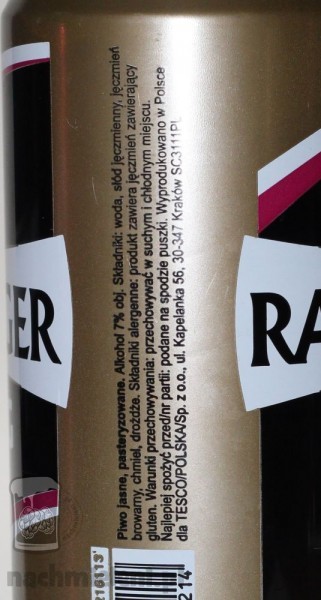 Piwo jasne, pasteryzowane. Alkohol 7% obj. Składniki: woda, słód jęczmienny, jęczmień
browarny, chmiel, drożdże. Składniki alergenne: produkt zawiera jęczmień zawierający
gluten. Warunki przechowywania: przechowywać w suchym i chłodnym miejscu.
Najlepiej spożyć przed/nr partii: podane na spodzie puszki. Wyprodukowano w Polsce
dla TESCO/POLSKA/Sp. z o.o., ul. Kapelanka 56, 30-347 Kraków SC3111PL
GER
RA
214